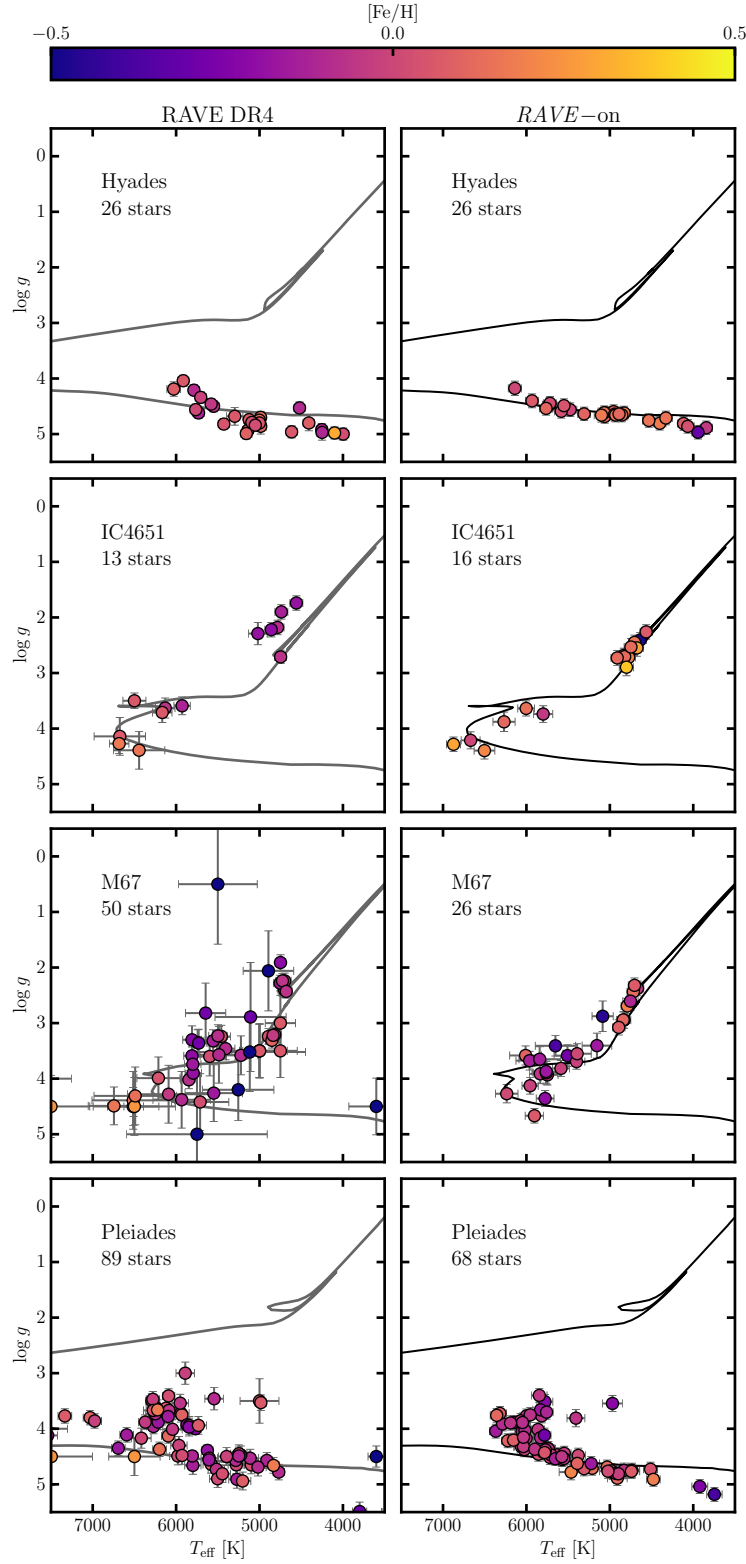 [Fe/H]
−0.5 0.0 0.5
RAVE DR4 RAVE−on
Hyades
26 stars
Hyades
26 stars
0
1
2
3
4
5
log g
IC4651
13 stars
IC4651
16 stars
0
1
2
3
4
5
log g
M67
50 stars
M67
26 stars
0
1
2
3
4
5
log g
Pleiades
89 stars
Pleiades
68 stars
0
1
2
3
4
5
log g
7000 6000 5000 4000 7000 6000 5000 4000
Teff [K] Teff [K]